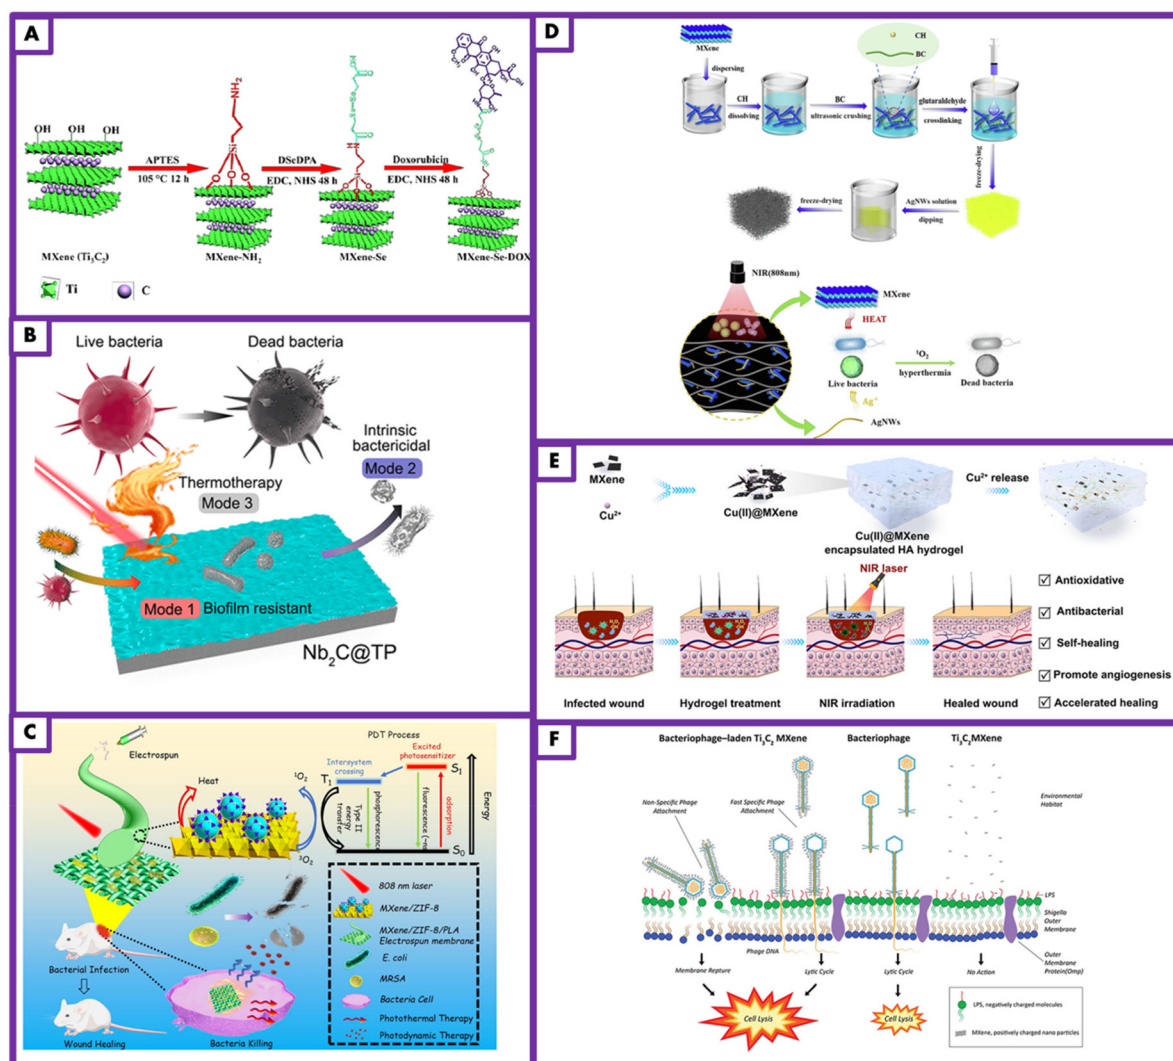 A
OH OH OH
APTES
105 °C 12 h
DSeDPA
EDC, NHS 48 h
Doxorubicin
EDC, NHS 48 h
NH₂
Si
MXene (Ti₃C₂)
MXene-NH₂
MXene-Se
MXene-Se-DOX
Ti
C
B
Live bacteria
Dead bacteria
Intrinsic
bactericidal
Mode 2
Thermotherapy
Mode 3
Mode 1 Biofilm resistant
Nb₂C@TP
C
Electrospun
Heat
¹O₂
³O₂
PDT Process
Excited
photosensitizer
Intersystem
crossing
T₁
S₁
S₀
Type II
energy
transfer
phosphorescence
adsorption
Energy
808 nm laser
MXene/ZIF-8
MXene/ZIF-8/PLA
Electrospun membrane
E. coli
MRSA
Bacteria Cell
Photothermal Therapy
Photodynamic Therapy
Bacterial Infection
Wound Healing
Bacteria Killing
D
MXene
dispersing
CH
dissolving
BC
ultrasonic crushing
CH
BC
glutaraldehyde
crosslinking
freeze-drying
AgNWs solution
dipping
freeze-drying
NIR(808nm)
MXene
HEAT
¹O₂
hyperthermia
Live bacteria
Dead bacteria
Ag⁺
AgNWs
E
MXene
Cu²⁺
Cu(II)@MXene
Cu(II)@MXene
encapsulated HA hydrogel
Cu²⁺ release
NIR laser
Infected wound
Hydrogel treatment
NIR irradiation
Healed wound
Antioxidative
Antibacterial
Self-healing
Promote angiogenesis
Accelerated healing
F
Bacteriophage–laden Ti₃C₂ MXene
Bacteriophage
Ti₃C₂MXene
Non-Specific Phage
Attachment
Fast Specific Phage
Attachment
Environmental
Habitat
LPS
Shigella
Outer
Membrane
Outer
Membrane
Protein(Omp)
Phage DNA
Membrane Repture
Lytic Cycle
Lytic Cycle
No Action
Cell Lysis
Cell Lysis
LPS, negatively charged molecules
MXene, positively charged nano particles